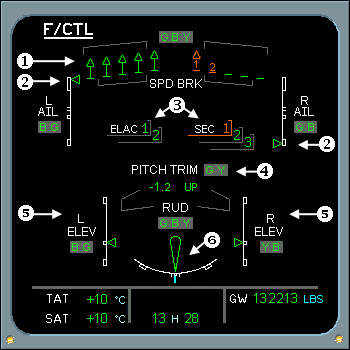 F/CTL
G B Y
1
1 2
2
SPD BRK
3
L AIL
B G
ELAC 1 2
SEC 1 2 3
R AIL
G B
2
PITCH TRIM G Y
4
-1.2 UP
5
L ELEV
B G
RUD
G B Y
6
R ELEV
Y B
5
TAT +10 °C
GW 132213 LBS
SAT +10 °C
13 H 28